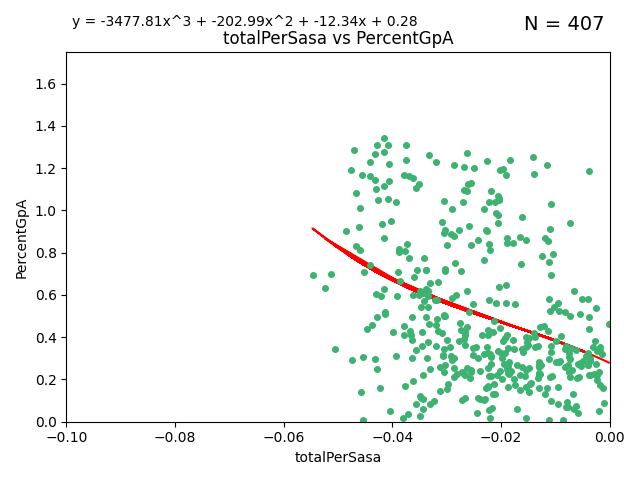 y = -3477.81x^3 + -202.99x^2 + -12.34x + 0.28
N = 407
totalPerSasa vs PercentGpA
PercentGpA
1.6
1.4
1.2
1.0
0.8
0.6
0.4
0.2
0.0
−0.10 −0.08 −0.06 −0.04 −0.02 0.00
totalPerSasa